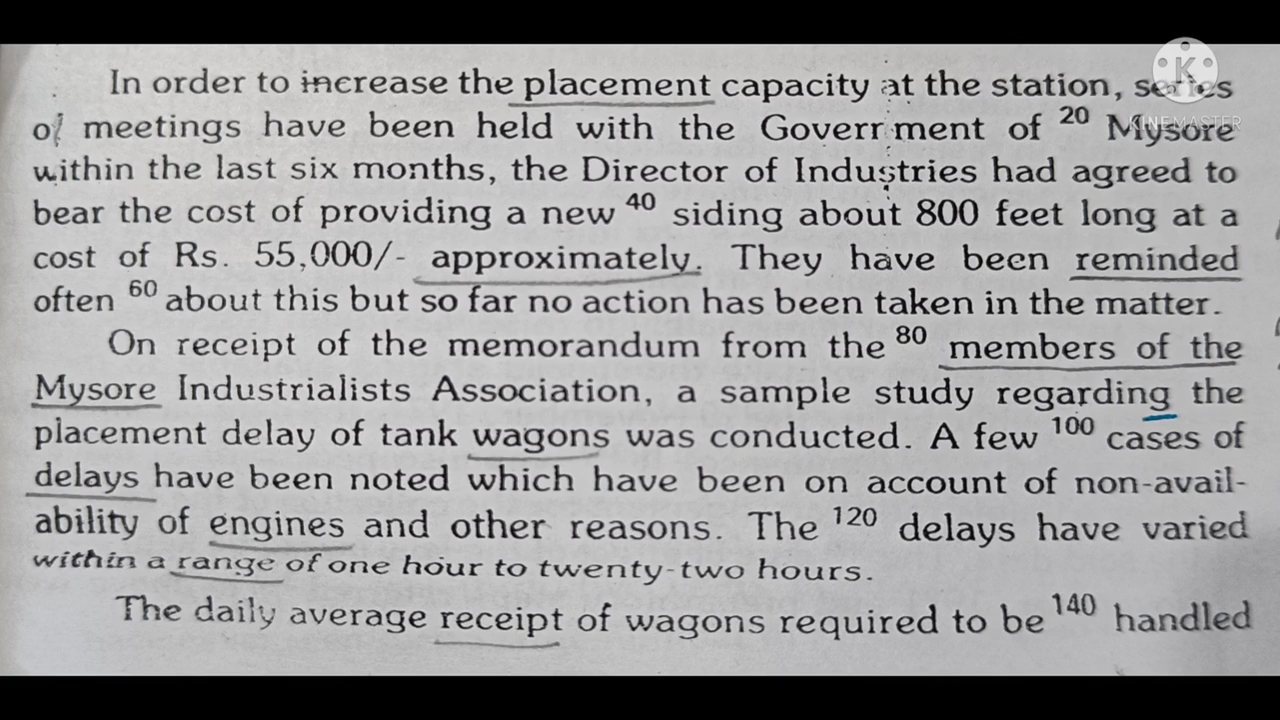 In order to increase the placement capacity at the station, series
of meetings have been held with the Government of 20 Mysore
within the last six months, the Director of Industries had agreed to
bear the cost of providing a new 40 siding about 800 feet long at a
cost of Rs. 55,000/- approximately. They have been reminded
often 60 about this but so far no action has been taken in the matter.
On receipt of the memorandum from the 80 members of the
Mysore Industrialists Association, a sample study regarding the
placement delay of tank wagons was conducted. A few 100 cases of
delays have been noted which have been on account of non-avail-
ability of engines and other reasons. The 120 delays have varied
within a range of one hour to twenty-two hours.
The daily average receipt of wagons required to be 140 handled
K
KINEMASTER